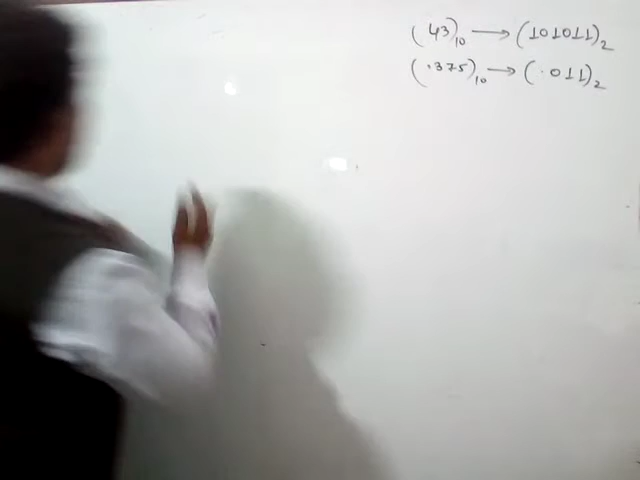 (43)₁₀ → (101011)₂
(.375)₁₀ → (.011)₂